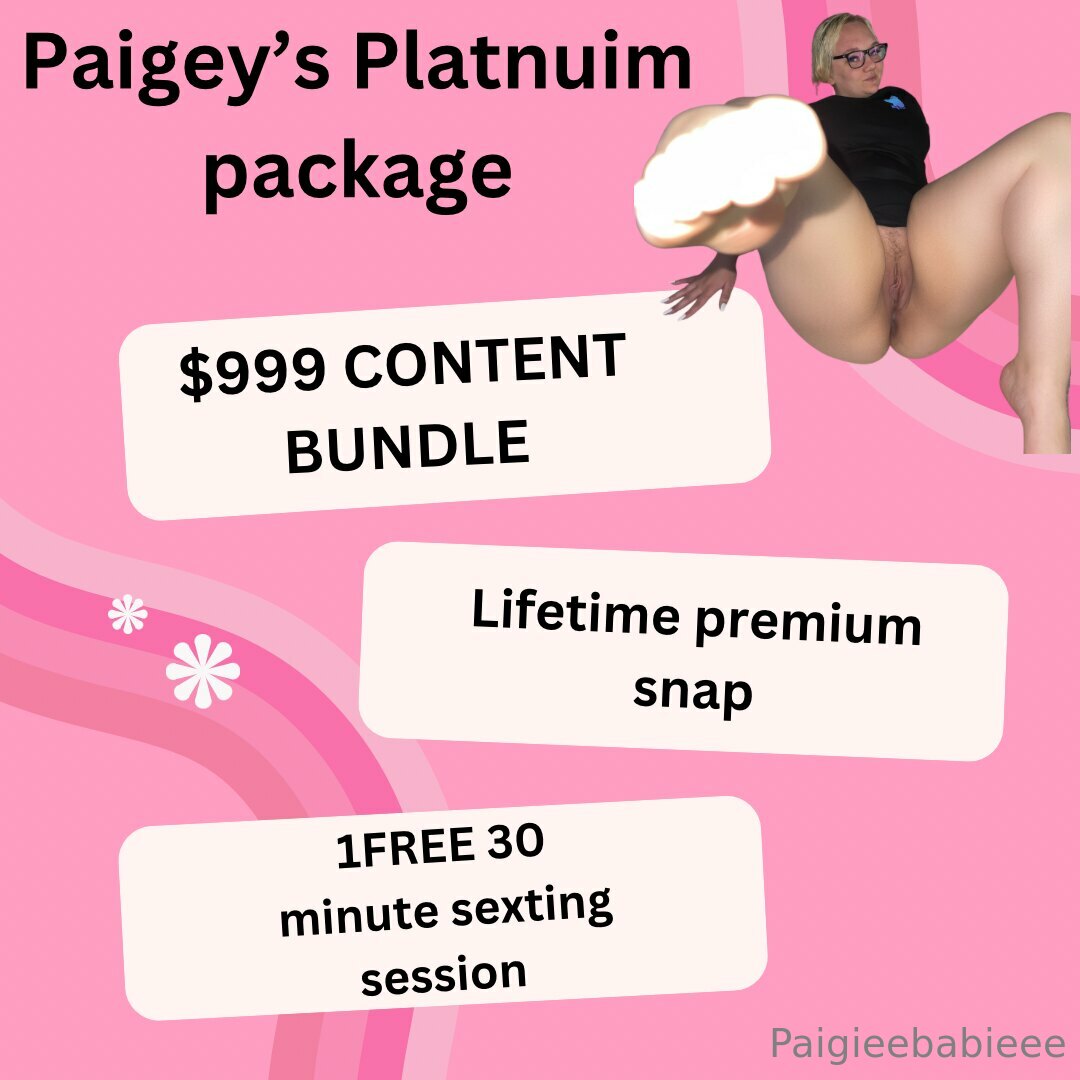 Paigey’s Platnuim
package
$999 CONTENT
BUNDLE
Lifetime premium
snap
1FREE 30
minute sexting
session
Paigieebabieee